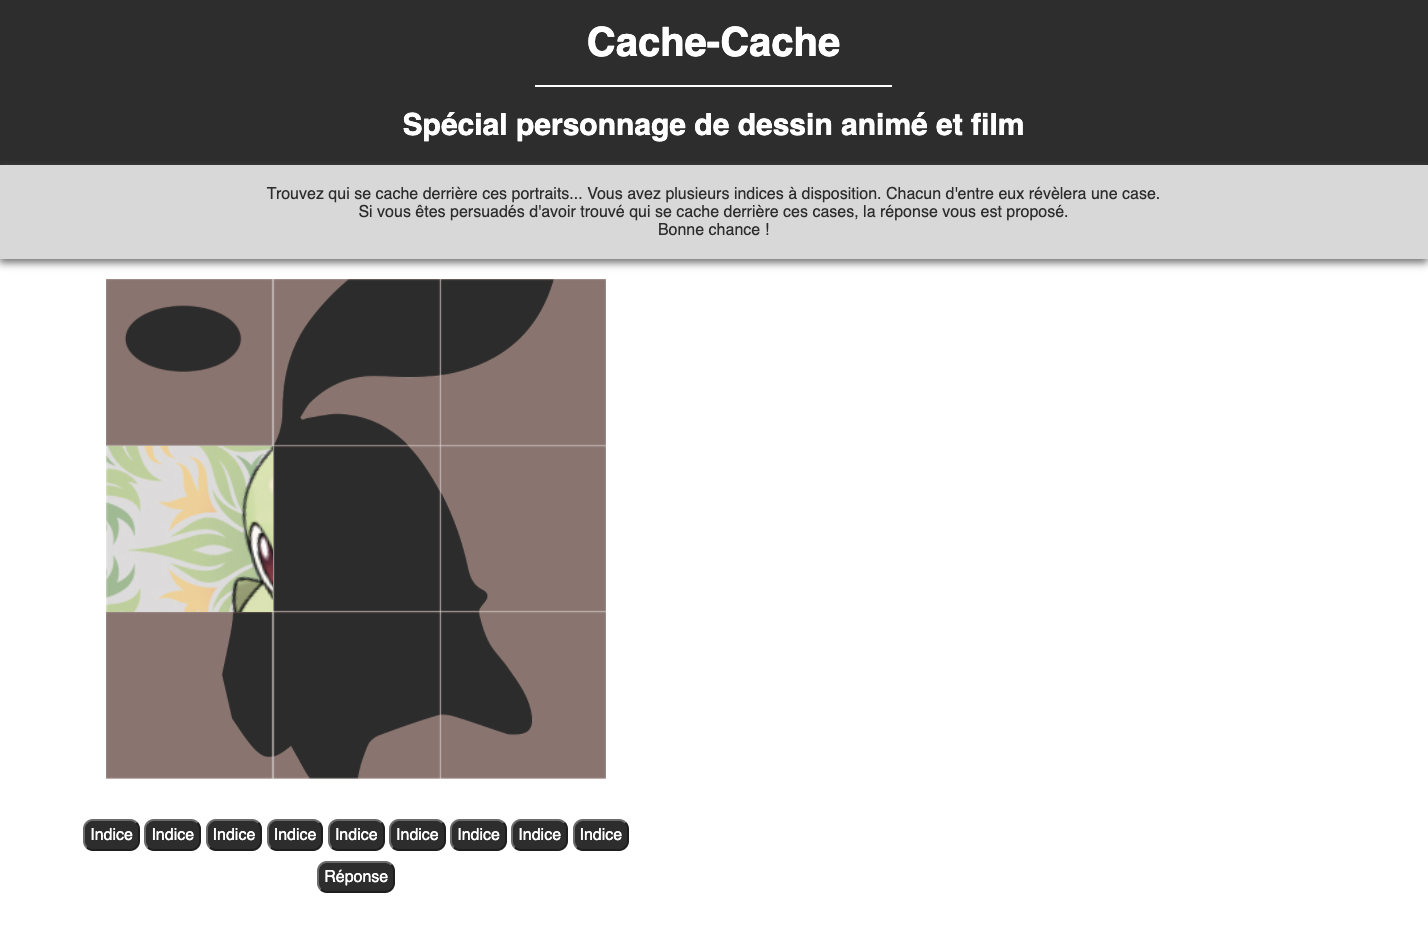 Cache-Cache
Spécial personnage de dessin animé et film
Trouvez qui se cache derrière ces portraits... Vous avez plusieurs indices à disposition. Chacun d'entre eux révèlera une case.
Si vous êtes persuadés d'avoir trouvé qui se cache derrière ces cases, la réponse vous est proposé.
Bonne chance !
Indice Indice Indice Indice Indice Indice Indice Indice Indice
Réponse